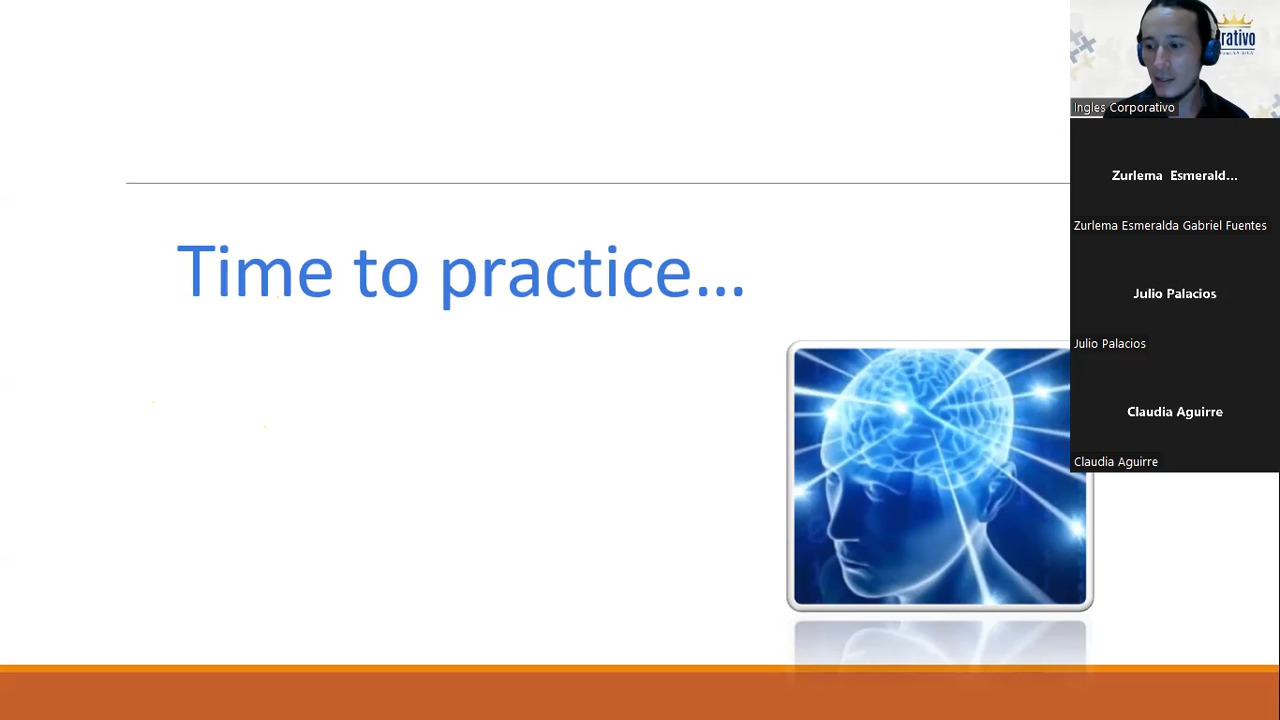 Time to practice...
rativo
Ingles Corporativo
Zurlema Esmerald...
Zurlema Esmeralda Gabriel Fuentes
Julio Palacios
Julio Palacios
Claudia Aguirre
Claudia Aguirre